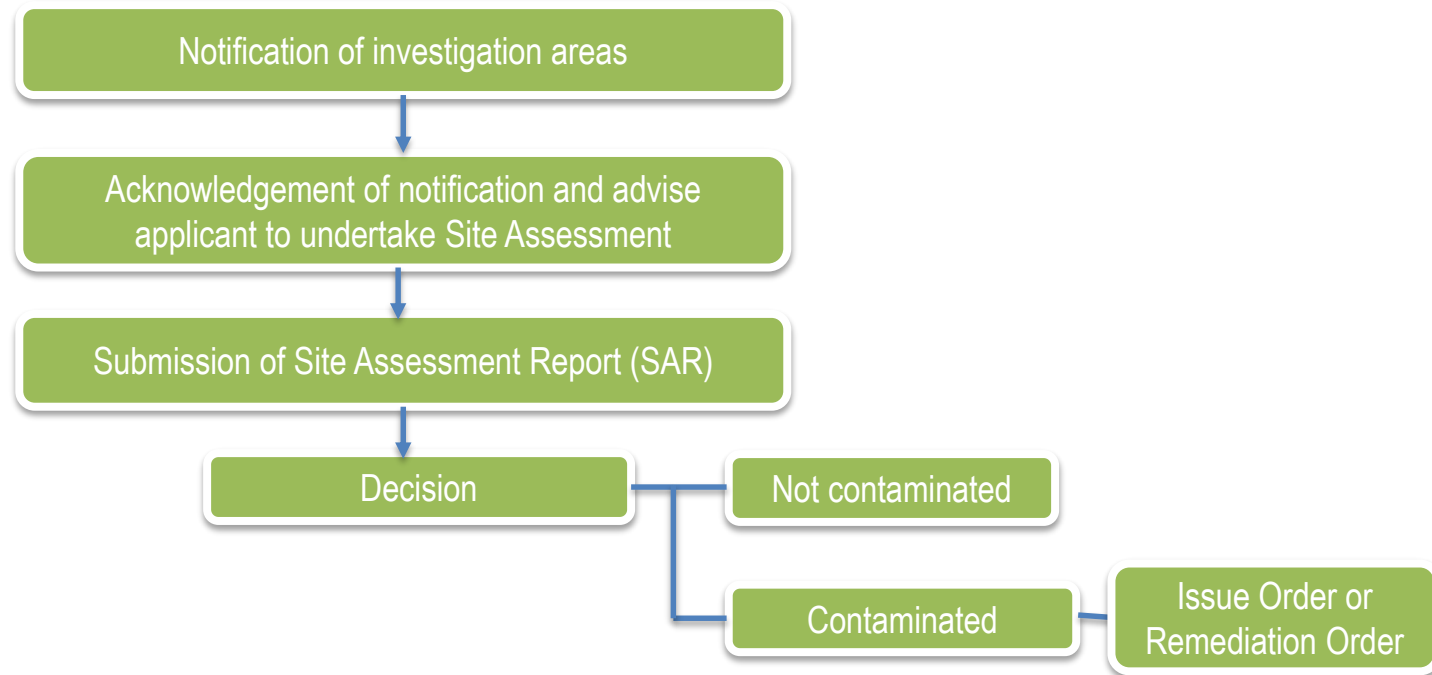 Notification of investigation areas
Acknowledgement of notification and advise
applicant to undertake Site Assessment
Submission of Site Assessment Report (SAR)
Decision
Not contaminated
Contaminated
Issue Order or
Remediation Order